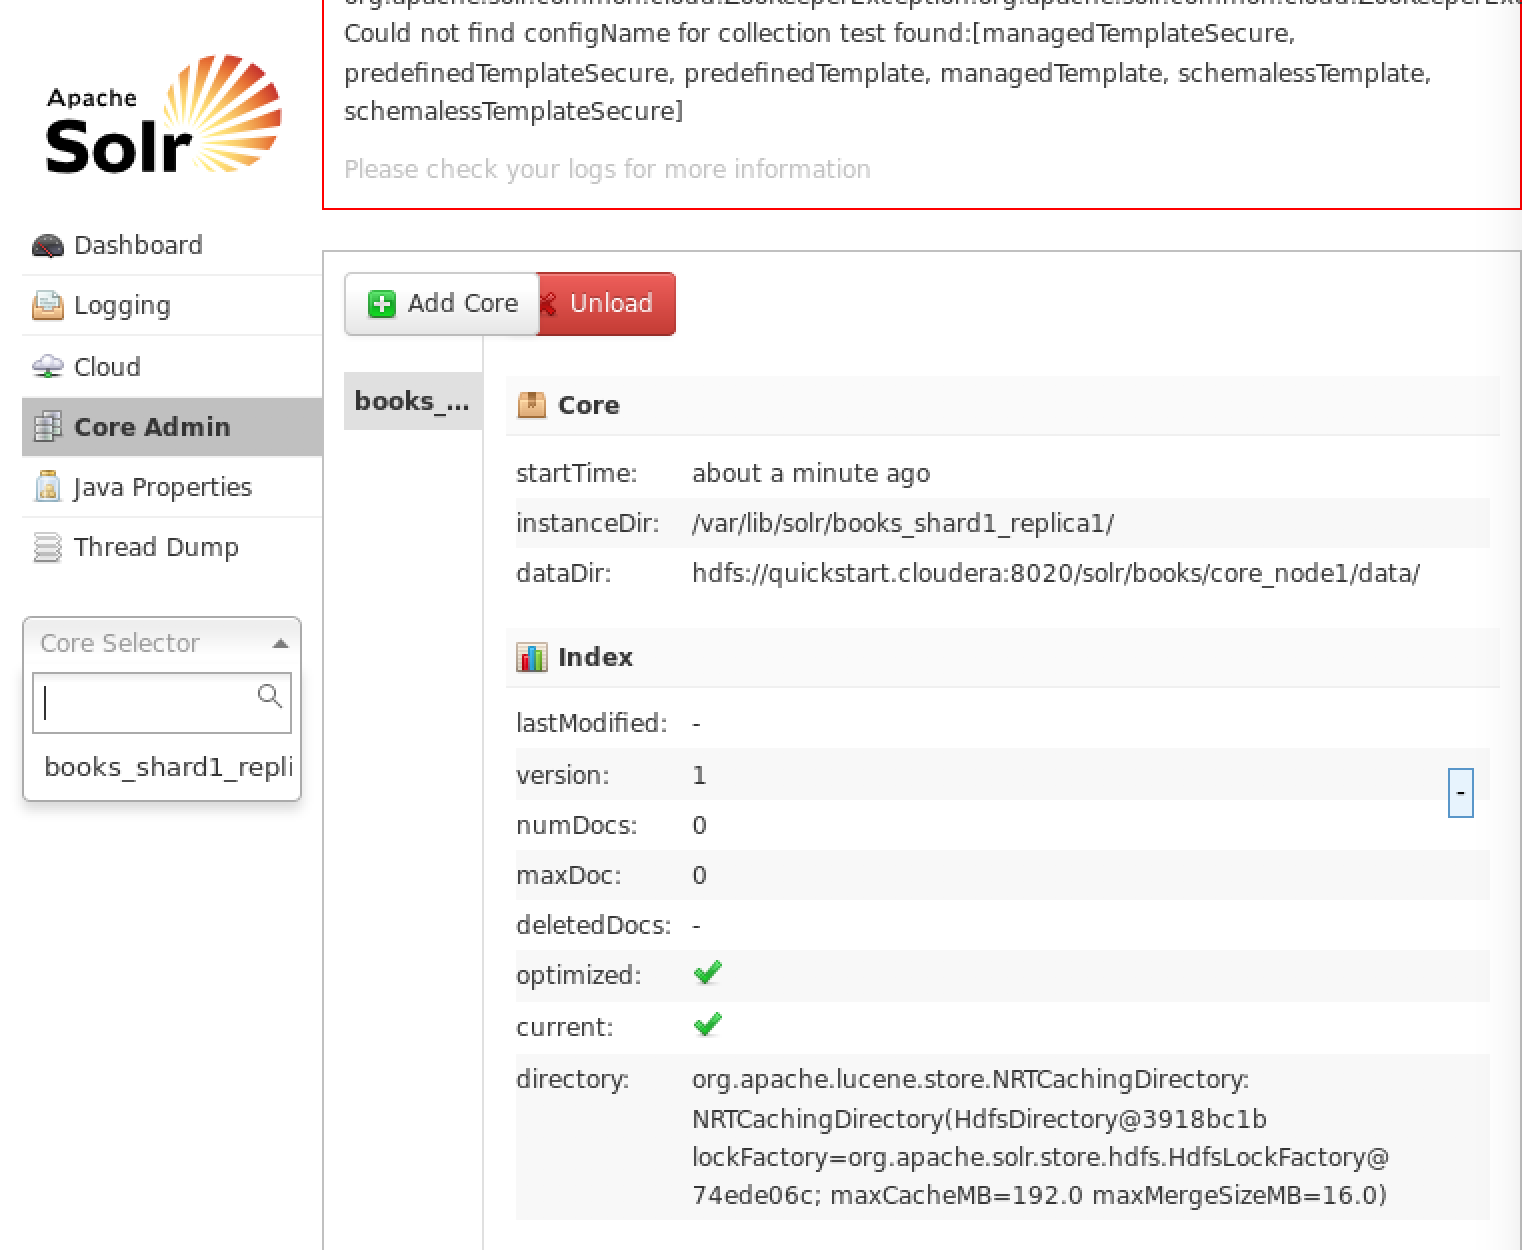 Could not find configName for collection test found:[managedTemplateSecure,
predefinedTemplateSecure, predefinedTemplate, managedTemplate, schemalessTemplate,
schemalessTemplateSecure]
Please check your logs for more information
Apache
Solr
Dashboard
Logging
Cloud
Core Admin
Java Properties
Thread Dump
Core Selector
books_shard1_repli
Add Core
Unload
books_...
Core
startTime: about a minute ago
instanceDir: /var/lib/solr/books_shard1_replica1/
dataDir: hdfs://quickstart.cloudera:8020/solr/books/core_node1/data/
Index
lastModified: -
version: 1
-
numDocs: 0
maxDoc: 0
deletedDocs: -
optimized:
current:
directory: org.apache.lucene.store.NRTCachingDirectory:
NRTCachingDirectory(HdfsDirectory@3918bc1b
lockFactory=org.apache.solr.store.hdfs.HdfsLockFactory@
74ede06c; maxCacheMB=192.0 maxMergeSizeMB=16.0)